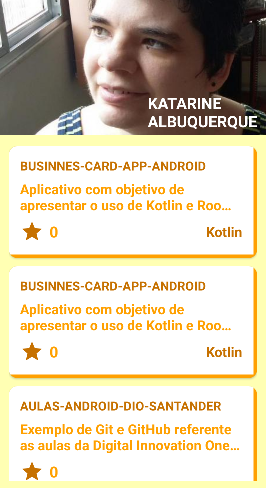 KATARINE
ALBUQUERQUE
BUSINNES-CARD-APP-ANDROID
Aplicativo com objetivo de
apresentar o uso de Kotlin e Roo...
0 Kotlin
BUSINNES-CARD-APP-ANDROID
Aplicativo com objetivo de
apresentar o uso de Kotlin e Roo...
0 Kotlin
AULAS-ANDROID-DIO-SANTANDER
Exemplo de Git e GitHub referente
as aulas da Digital Innovation One...
0